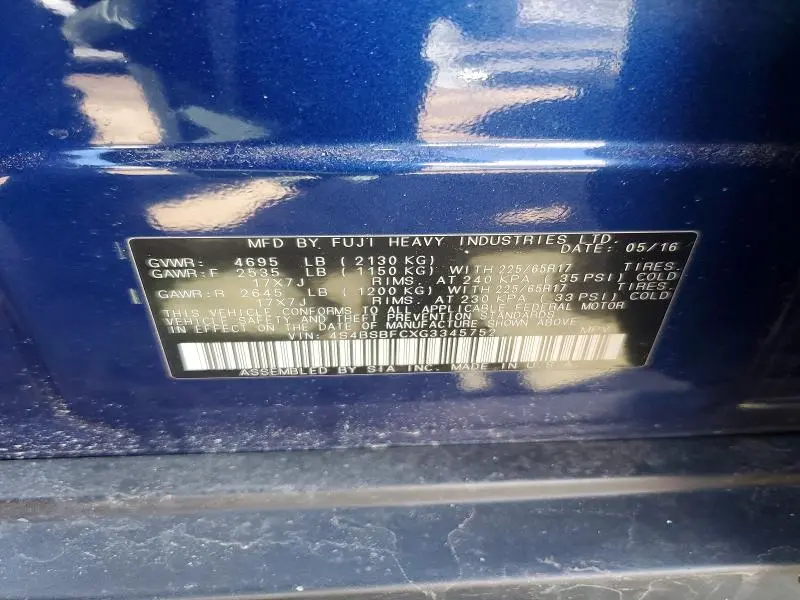 MFD BY FUJI HEAVY INDUSTRIES LTD.
DATE: 05/16
GVWR: 4695 LB (2130 KG)
GAWR:F 2535 LB (1150 KG) WITH 225/65R17 TIRES.
17X7J RIMS. AT 240 KPA (35 PSI) COLD
GAWR:R 2645 LB (1200 KG) WITH 225/65R17 TIRES.
17X7J RIMS. AT 230 KPA (33 PSI) COLD
THIS VEHICLE CONFORMS TO ALL APPLICABLE FEDERAL MOTOR
VEHICLE SAFETY AND THEFT PREVENTION STANDARDS
IN EFFECT ON THE DATE OF MANUFACTURE SHOWN ABOVE
VIN: 4S4BSBFCXG3345752 MPV
ASSEMBLED BY SIA INC. MADE IN U.S.A.